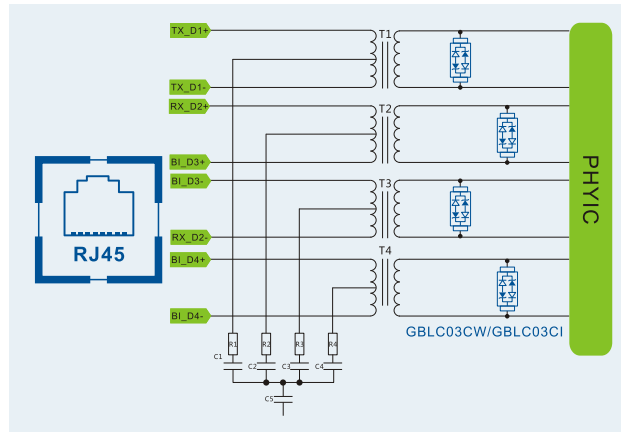 TX_D1+
T1
TX_D1-
RX_D2+
T2
BI_D3+
BI_D3-
T3
RX_D2-
BI_D4+
T4
BI_D4-
RJ45
PHYIC
GBLC03CW/GBLC03CI
R1 R2 R3 R4
C1 C2 C3 C4
C5